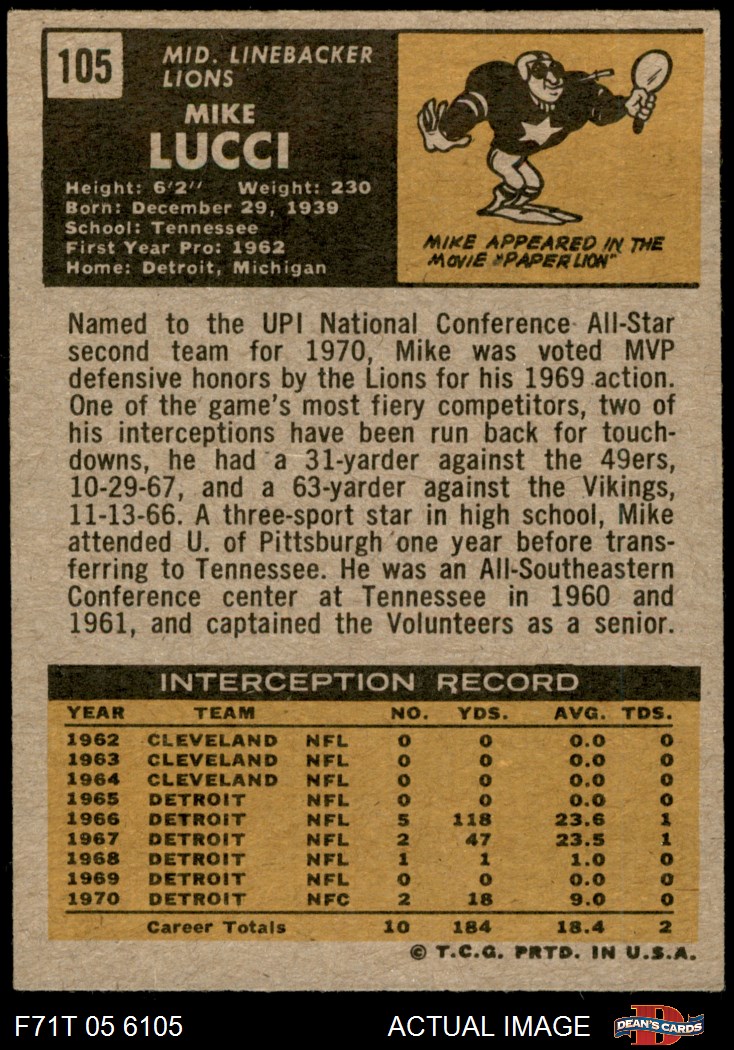 105
MID. LINEBACKER
LIONS
MIKE
LUCCI
Height: 6'2" Weight: 230
Born: December 29, 1939
School: Tennessee
First Year Pro: 1962
Home: Detroit, Michigan
MIKE APPEARED IN THE
MOVIE "PAPER LION"
Named to the UPI National Conference All-Star
second team for 1970, Mike was voted MVP
defensive honors by the Lions for his 1969 action.
One of the game's most fiery competitors, two of
his interceptions have been run back for touch-
downs, he had a 31-yarder against the 49ers,
10-29-67, and a 63-yarder against the Vikings,
11-13-66. A three-sport star in high school, Mike
attended U. of Pittsburgh one year before trans-
ferring to Tennessee. He was an All-Southeastern
Conference center at Tennessee in 1960 and
1961, and captained the Volunteers as a senior.
INTERCEPTION RECORD
YEAR TEAM NO. YDS. AVG. TDS.
1962 CLEVELAND NFL 0 0 0.0 0
1963 CLEVELAND NFL 0 0 0.0 0
1964 CLEVELAND NFL 0 0 0.0 0
1965 DETROIT NFL 0 0 0.0 0
1966 DETROIT NFL 5 118 23.6 1
1967 DETROIT NFL 2 47 23.5 1
1968 DETROIT NFL 1 1 1.0 0
1969 DETROIT NFL 0 0 0.0 0
1970 DETROIT NFC 2 18 9.0 0
Career Totals 10 184 18.4 2
© T.C.G. PRTD. IN U.S.A.
F71T 05 6105 ACTUAL IMAGE
D
DEAN'S CARDS